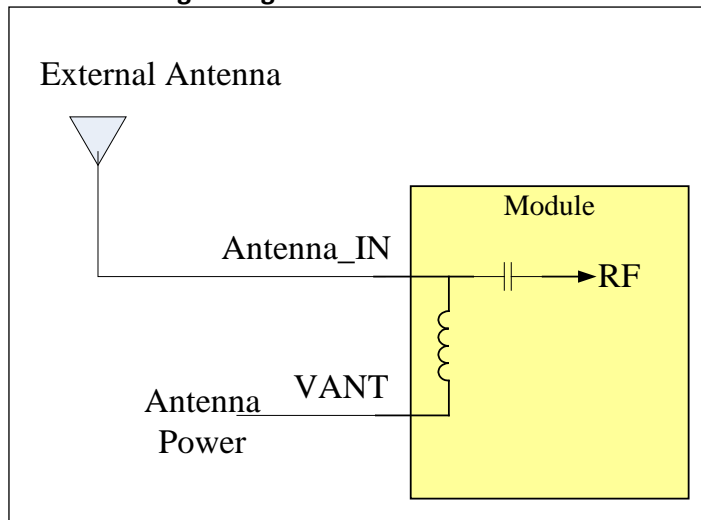 External Antenna
Module
Antenna_IN
RF
VANT
Antenna
Power